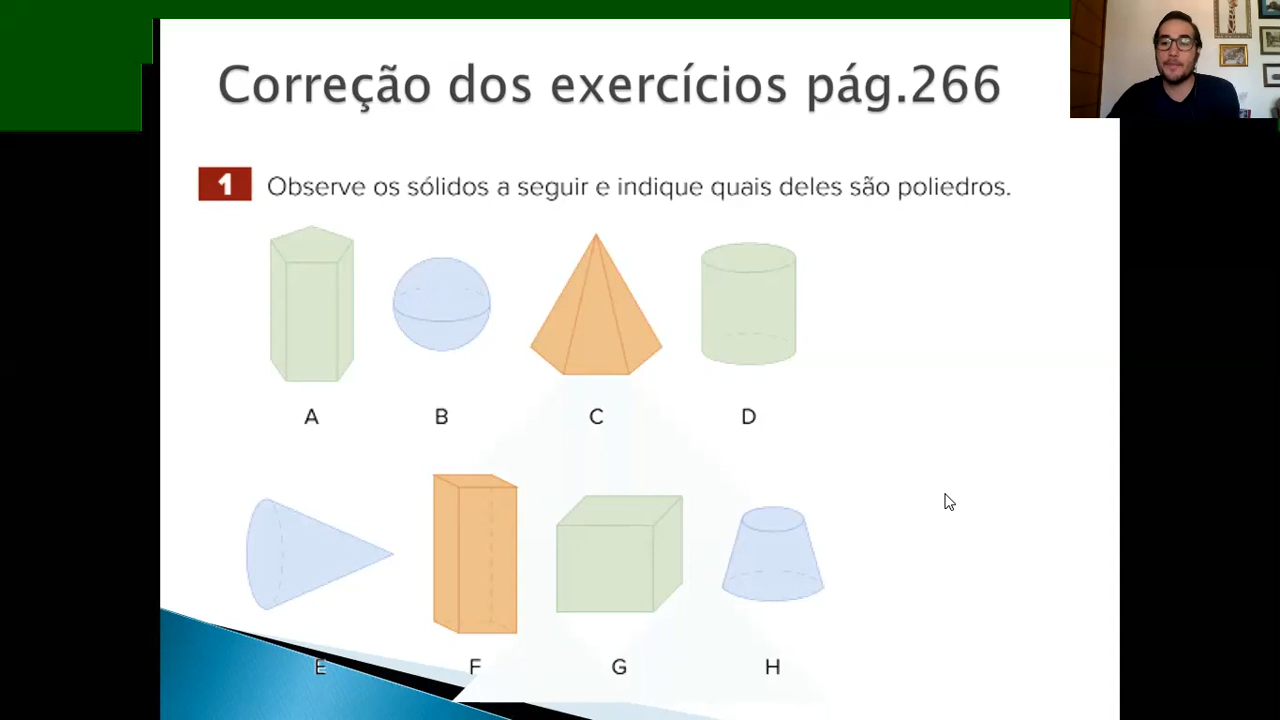 Correção dos exercícios pág.266
1 Observe os sólidos a seguir e indique quais deles são poliedros.
A B C D
E F G H